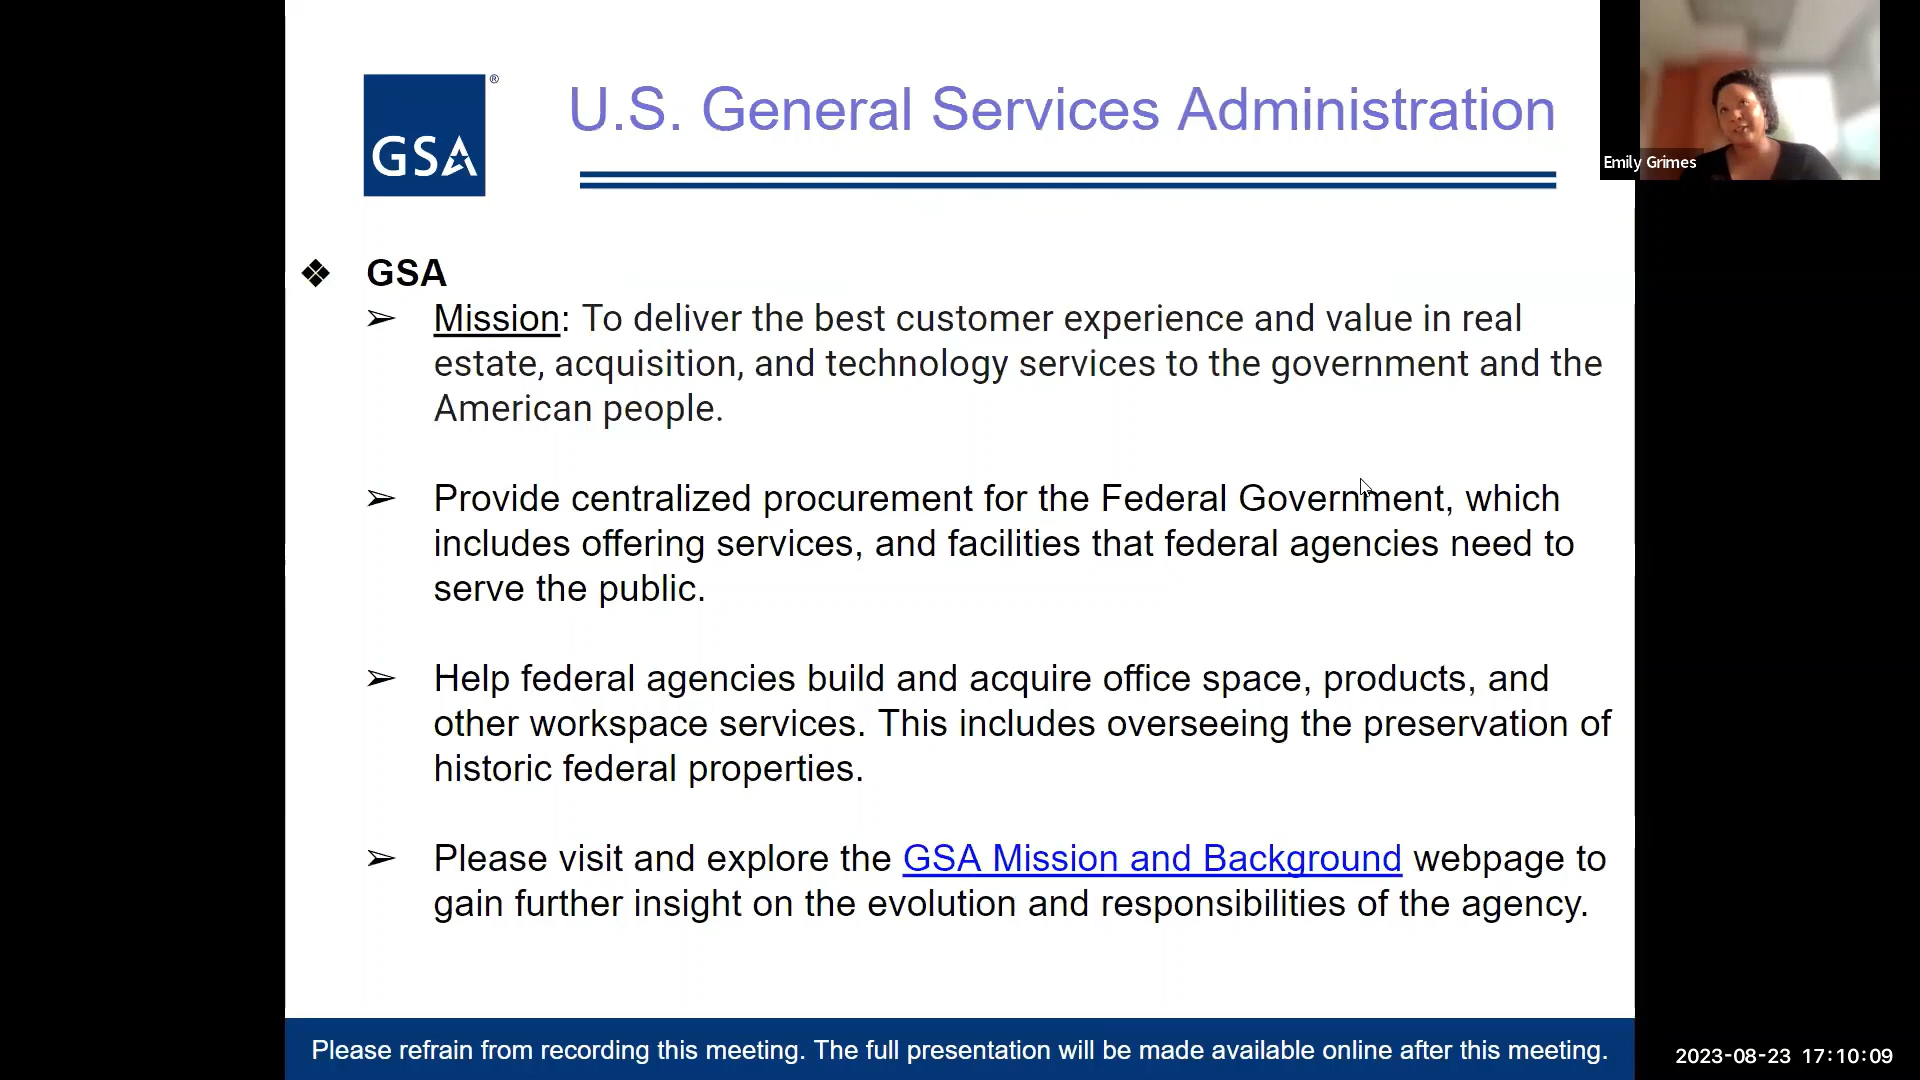 GSA
®
U.S. General Services Administration
Emily Grimes
❖ GSA
➢ Mission: To deliver the best customer experience and value in real
estate, acquisition, and technology services to the government and the
American people.
➢ Provide centralized procurement for the Federal Government, which
includes offering services, and facilities that federal agencies need to
serve the public.
➢ Help federal agencies build and acquire office space, products, and
other workspace services. This includes overseeing the preservation of
historic federal properties.
➢ Please visit and explore the GSA Mission and Background webpage to
gain further insight on the evolution and responsibilities of the agency.
Please refrain from recording this meeting. The full presentation will be made available online after this meeting.
2023-08-23 17:10:09